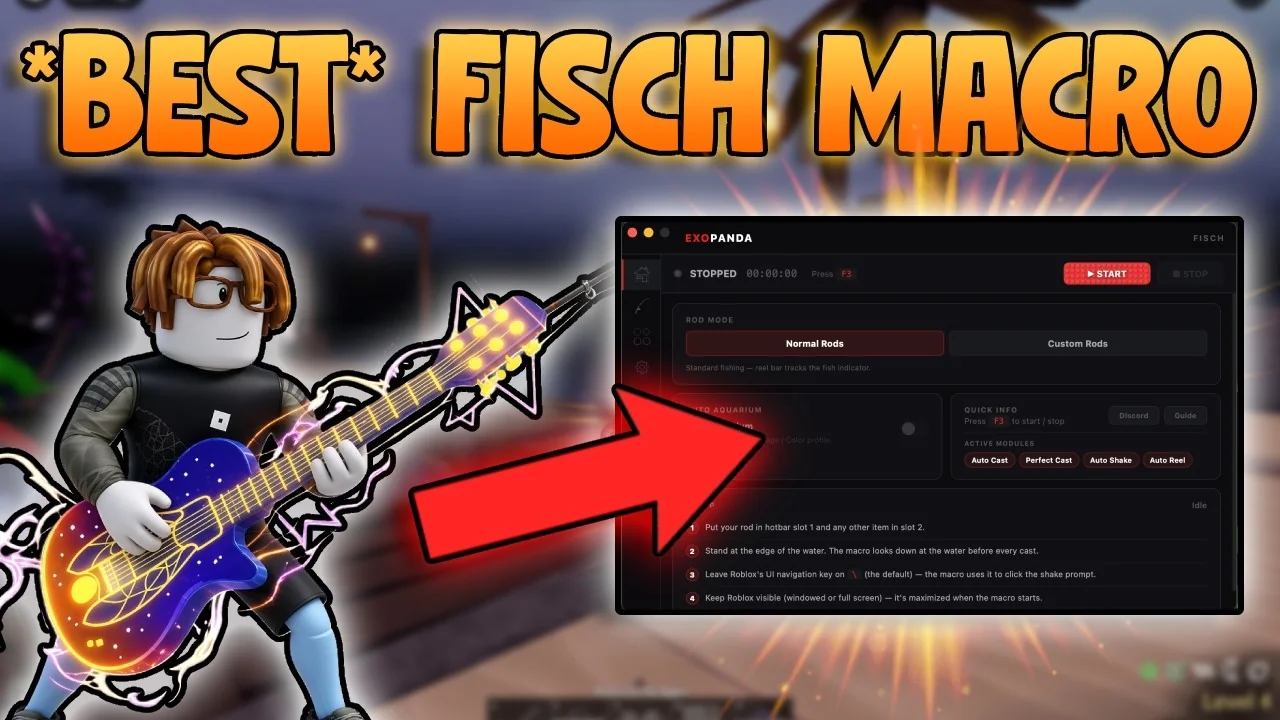 *BEST* FISCH MACRO
EXOPANDA
FISCH
STOPPED 00:00:00 Press F3
START
STOP
ROD MODE
Normal Rods
Custom Rods
Standard fishing — reel bar tracks the fish indicator.
AQUARIUM
Color profile.
QUICK INFO
Press F3 to start / stop
Discord
Guide
ACTIVE MODULES
Auto Cast
Perfect Cast
Auto Shake
Auto Reel
Idle
1 Put your rod in hotbar slot 1 and any other item in slot 2.
2 Stand at the edge of the water. The macro looks down at the water before every cast.
3 Leave Roblox's UI navigation key on \ (the default) — the macro uses it to click the shake prompt.
4 Keep Roblox visible (windowed or full screen) — it's maximized when the macro starts.
Level 4